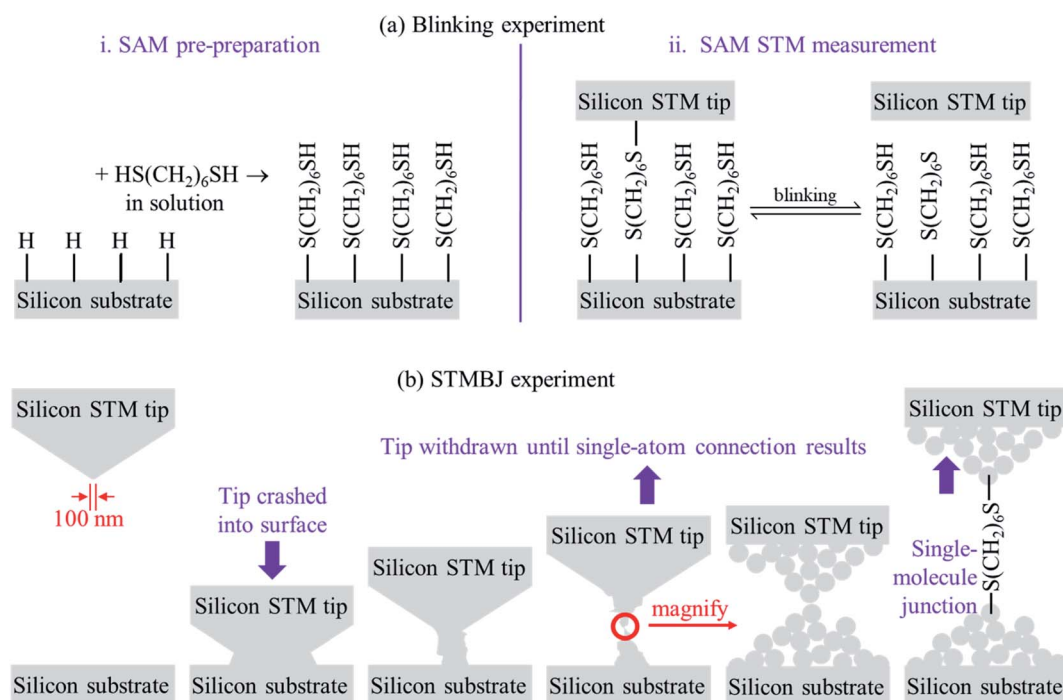 (a) Blinking experiment
i. SAM pre-preparation
ii. SAM STM measurement
+ HS(CH2)6SH →
in solution
H H H H
Silicon substrate
S(CH2)6SH
S(CH2)6SH
S(CH2)6SH
S(CH2)6SH
Silicon substrate
Silicon STM tip
S(CH2)6SH
S(CH2)6S
S(CH2)6SH
S(CH2)6SH
Silicon substrate
blinking
Silicon STM tip
S(CH2)6SH
S(CH2)6S
S(CH2)6SH
S(CH2)6SH
Silicon substrate
(b) STMBJ experiment
Silicon STM tip
100 nm
Silicon substrate
Tip crashed
into surface
Silicon STM tip
Silicon substrate
Silicon STM tip
Silicon substrate
Tip withdrawn until single-atom connection results
Silicon STM tip
magnify
Silicon substrate
Silicon STM tip
Silicon substrate
Silicon STM tip
S(CH2)6S
Single-
molecule
junction
Silicon substrate